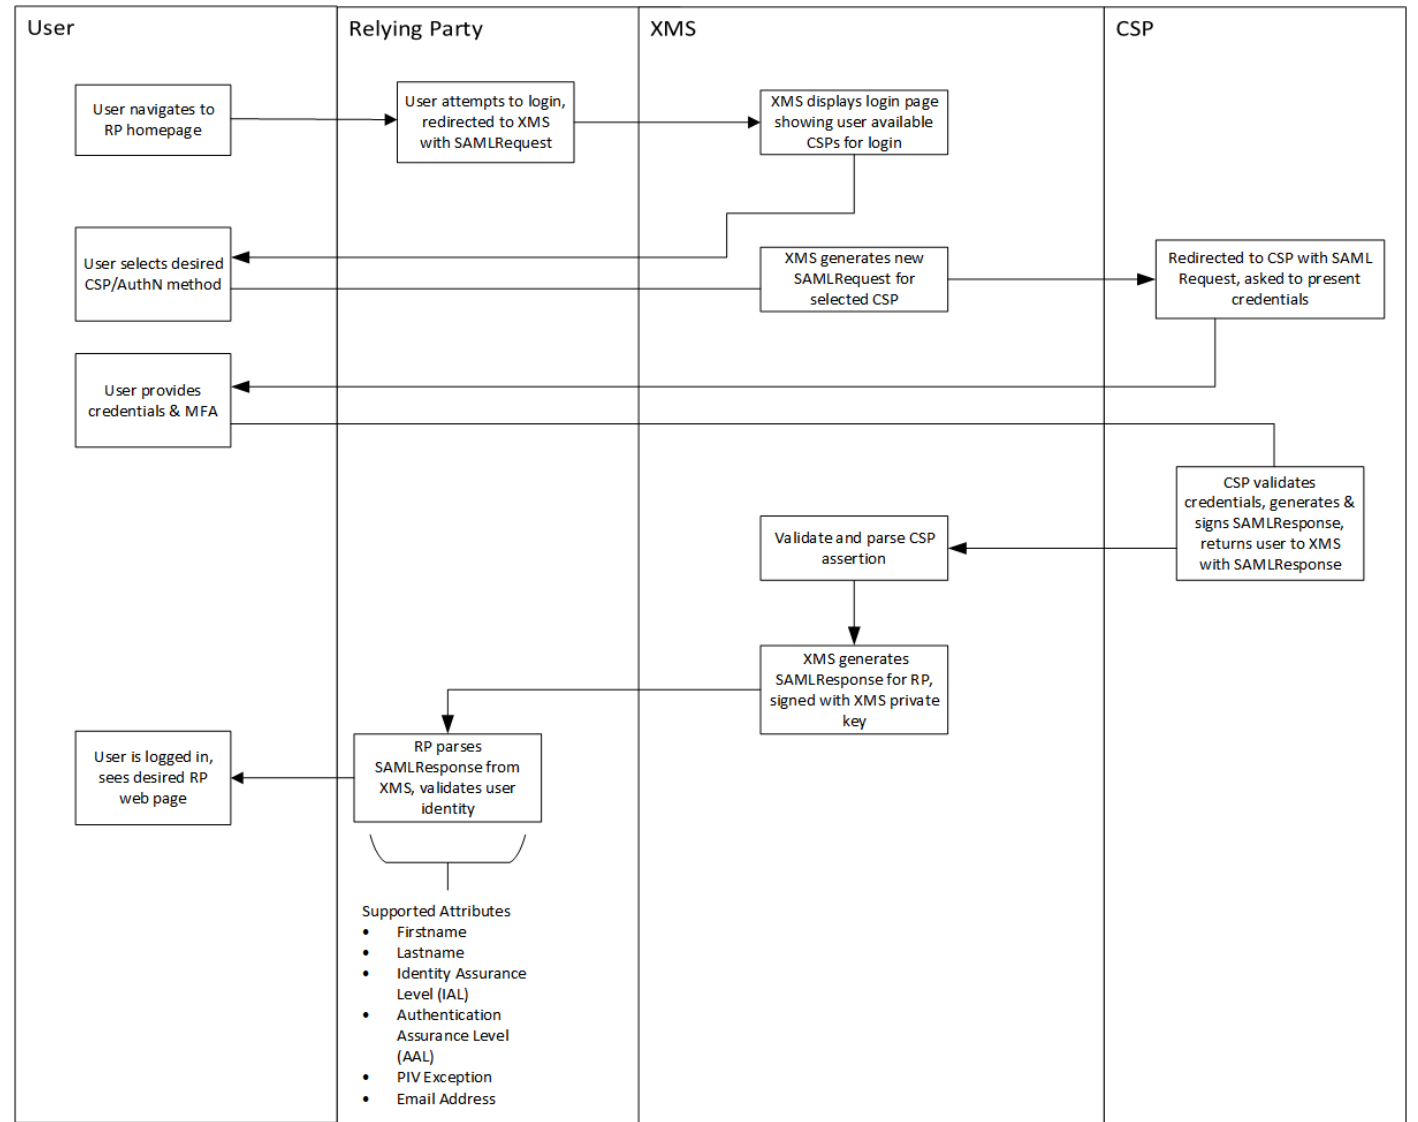 User
Relying Party
XMS
CSP
User navigates to
RP homepage
User attempts to login,
redirected to XMS
with SAMLRequest
XMS displays login page
showing user available
CSPs for login
User selects desired
CSP/AuthN method
XMS generates new
SAMLRequest for
selected CSP
Redirected to CSP with SAML
Request, asked to present
credentials
User provides
credentials & MFA
CSP validates
credentials, generates &
signs SAMLResponse,
returns user to XMS
with SAMLResponse
Validate and parse CSP
assertion
XMS generates
SAMLResponse for RP,
signed with XMS private
key
RP parses
SAMLResponse from
XMS, validates user
identity
User is logged in,
sees desired RP
web page
Supported Attributes
• Firstname
• Lastname
• Identity Assurance
Level (IAL)
• Authentication
Assurance Level
(AAL)
• PIV Exception
• Email Address